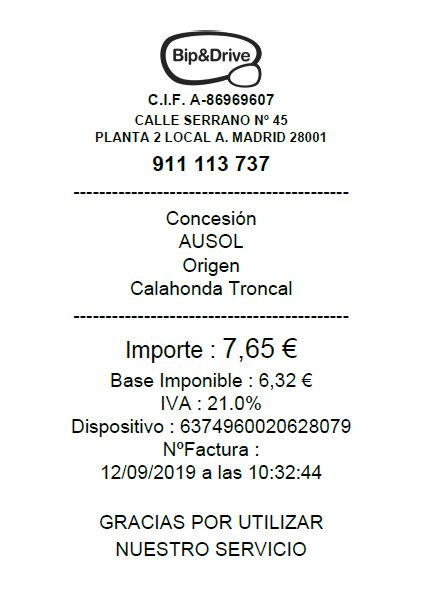 Bip&Drive
C.I.F. A-86969607
CALLE SERRANO Nº 45
PLANTA 2 LOCAL A. MADRID 28001
911 113 737
-------------------------------------------
Concesión
AUSOL
Origen
Calahonda Troncal
-------------------------------------------
Importe : 7,65 €
Base Imponible : 6,32 €
IVA : 21.0%
Dispositivo : 6374960020628079
NºFactura :
12/09/2019 a las 10:32:44
GRACIAS POR UTILIZAR
NUESTRO SERVICIO